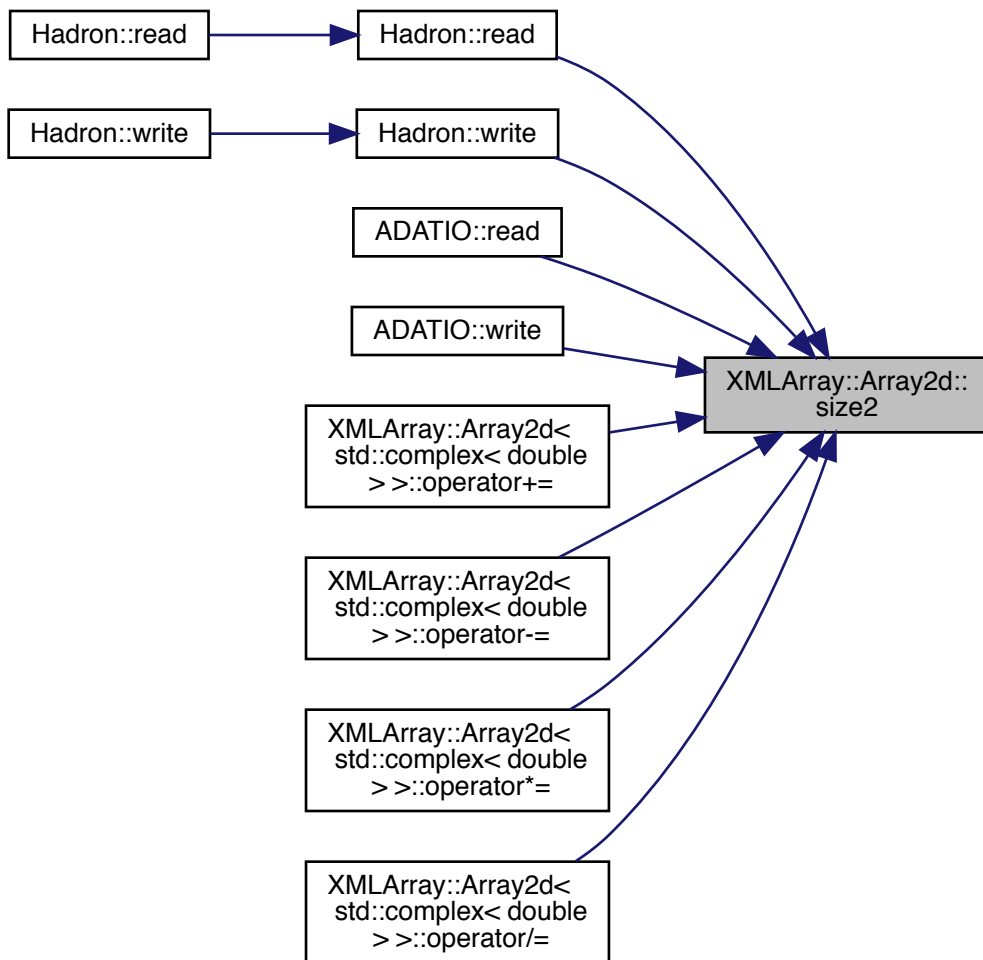 Hadron::read
Hadron::read
Hadron::write
Hadron::write
ADATIO::read
ADATIO::write
XMLArray::Array2d::
size2
XMLArray::Array2d<
std::complex< double
> >::operator+=
XMLArray::Array2d<
std::complex< double
> >::operator-=
XMLArray::Array2d<
std::complex< double
> >::operator*=
XMLArray::Array2d<
std::complex< double
> >::operator/=